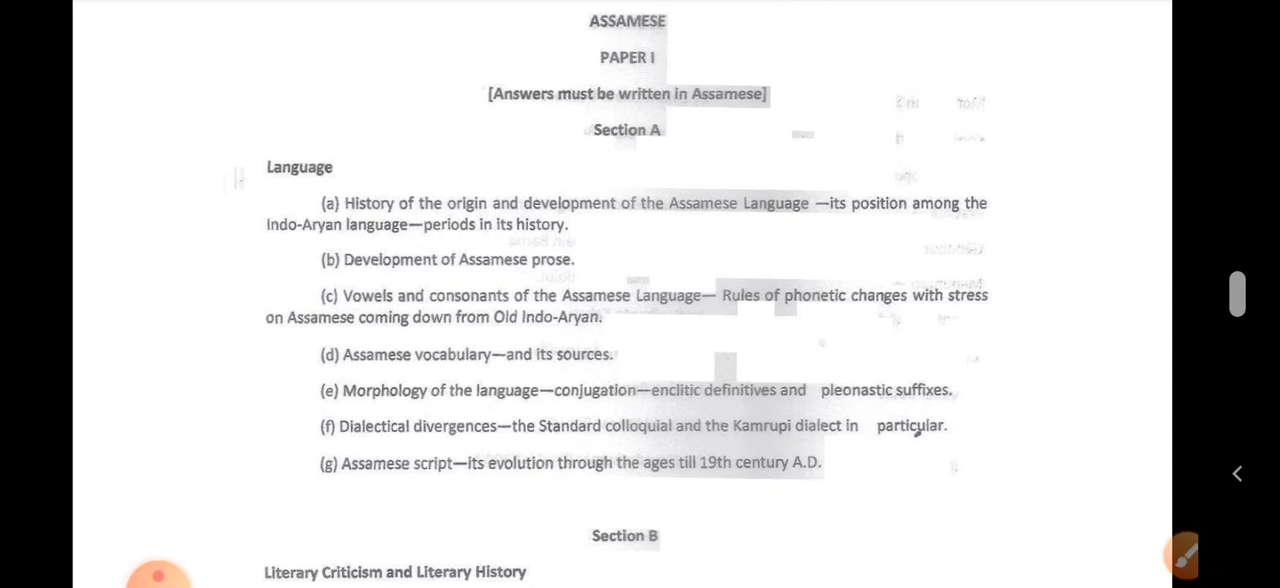 ASSAMESE
PAPER I
[Answers must be written in Assamese]
Section A
Language
(a) History of the origin and development of the Assamese Language —its position among the
Indo-Aryan language—periods in its history.
(b) Development of Assamese prose.
(c) Vowels and consonants of the Assamese Language— Rules of phonetic changes with stress
on Assamese coming down from Old Indo-Aryan.
(d) Assamese vocabulary—and its sources.
(e) Morphology of the language—conjugation—enclitic definitives and pleonastic suffixes.
(f) Dialectical divergences—the Standard colloquial and the Kamrupi dialect in particular.
(g) Assamese script—its evolution through the ages till 19th century A.D.
Section B
Literary Criticism and Literary History